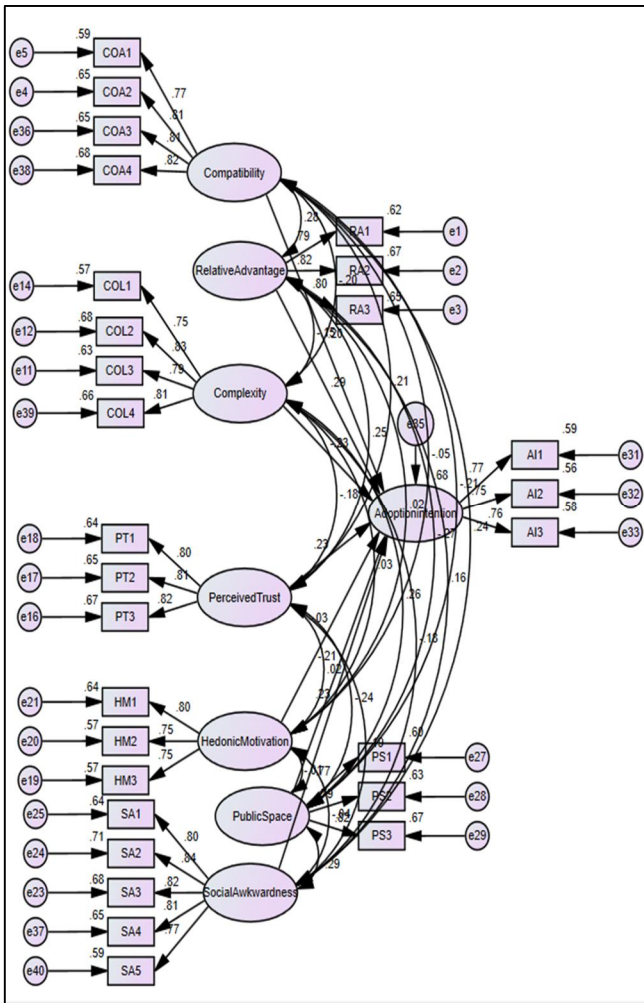 .59
e5
COA1
.65
e4
COA2
.77
.65
e36
COA3
.81
.81
.68
e38
COA4
.82
Compatibility
.28
.62
.79
RA1
e1
RelativeAdvantage
.82
.67
RA2
e2
-.20
.80
.65
RA3
e3
.57
e14
COL1
.75
.68
e12
COL2
.83
.63
e11
COL3
.79
Complexity
.29
.21
.66
e39
COL4
.81
.25
e35
-.05
.59
-.23
.68
.77
AI1
e31
-.21
.56
-.18
.02
Adoptionintention
.75
AI2
e32
.76
.58
.24
AI3
e33
-.27
.64
e18
PT1
.80
.23
.03
.16
.65
e17
PT2
.81
PerceivedTrust
.26
.67
e16
PT3
.82
.03
-.18
-.21
.02
-.24
.64
e21
HM1
.80
.23
.57
e20
HM2
.75
HedonicMotivation
.60
.57
e19
HM3
.75
.77
PS1
e27
.63
PS2
e28
.64
e25
SA1
PublicSpace
-.04
.82
.67
PS3
e29
.80
.71
e24
SA2
.84
.29
.68
e23
SA3
.82
SocialAwkwardness
.65
e37
SA4
.81
.77
.59
e40
SA5